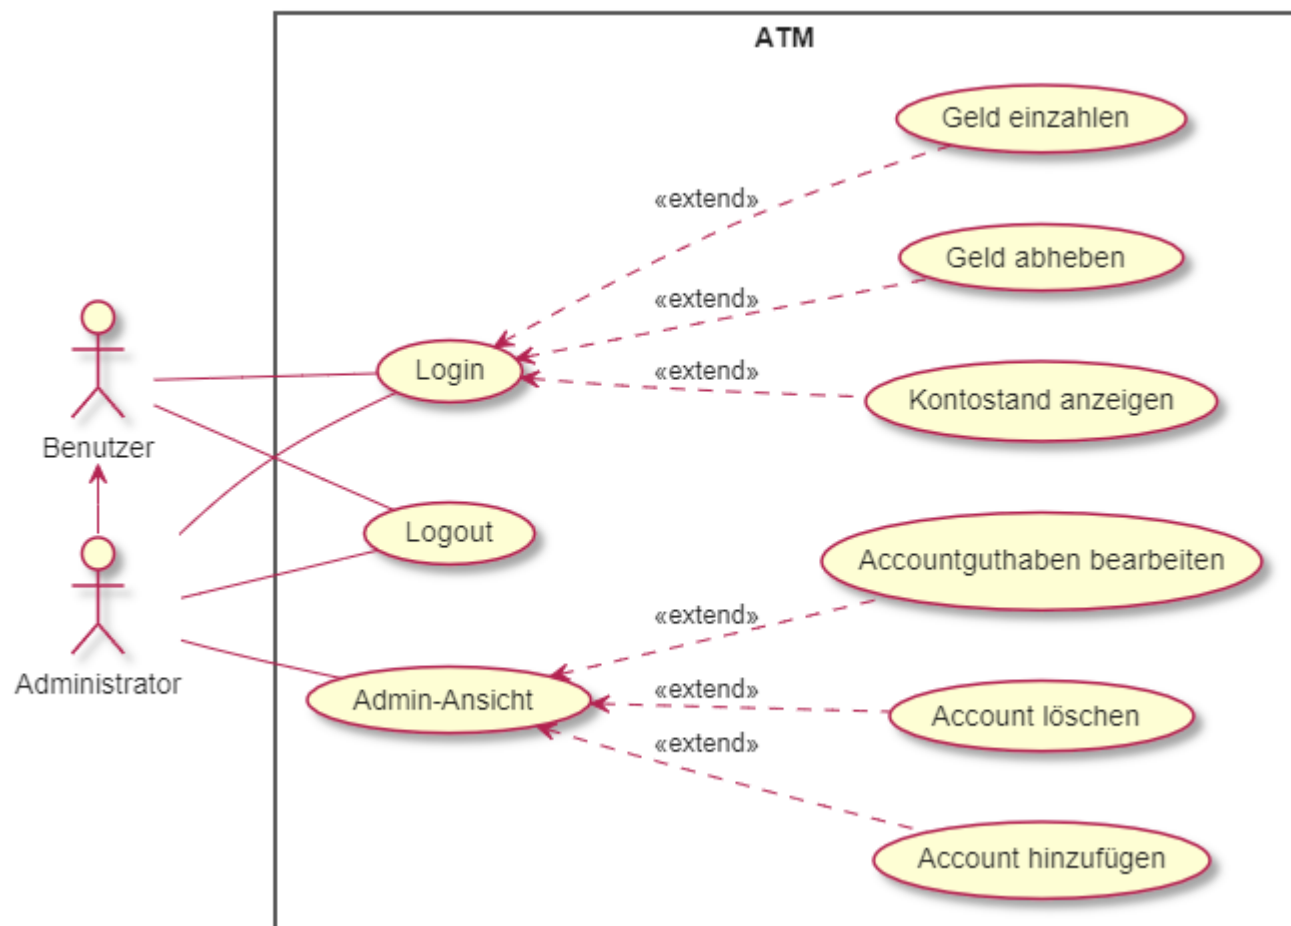 ATM
Geld einzahlen
«extend»
Geld abheben
«extend»
Login
«extend»
Kontostand anzeigen
Benutzer
Logout
Accountguthaben bearbeiten
«extend»
Administrator
Admin-Ansicht
«extend»
Account löschen
«extend»
Account hinzufügen